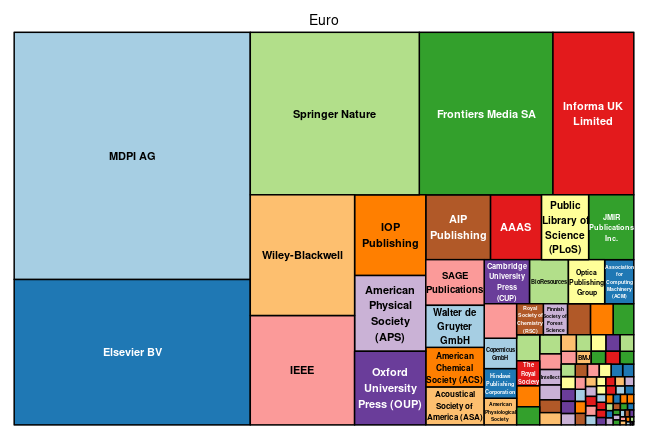 Euro
MDPI AG
Springer Nature
Frontiers Media SA
Informa UK
Limited
Elsevier BV
Wiley-Blackwell
IEEE
IOP
Publishing
American
Physical
Society
(APS)
Oxford
University
Press (OUP)
AIP
Publishing
AAAS
Public
Library of
Science
(PLoS)
JMIR
Publications
Inc.
SAGE
Publications
Cambridge
University
Press
(CUP)
BioResources
Optica
Publishing
Group
Association
for
Computing
Machinery
(ACM)
Walter de
Gruyter
GmbH
American
Chemical
Society (ACS)
Acoustical
Society of
America (ASA)
Copernicus
GmbH
Hindawi
Publishing
Corporation
American
Physiological
Society
Royal
Society of
Chemistry
(RSC)
Finnish
Society of
Forest
Science
The
Royal
Society
BMJ